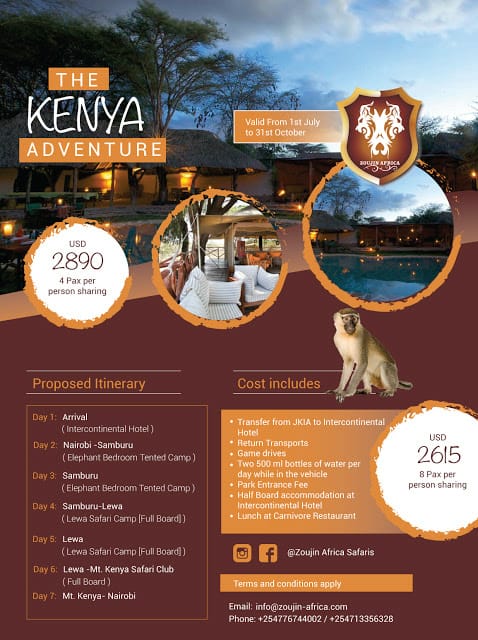 THE
KENYA
ADVENTURE
Valid From 1st July
to 31st October
ZOUJIN AFRICA
USD
2890
4 Pax per
person sharing
Proposed Itinerary
Day 1: Arrival
( Intercontinental Hotel )
Day 2: Nairobi -Samburu
( Elephant Bedroom Tented Camp )
Day 3: Samburu
( Elephant Bedroom Tented Camp )
Day 4: Samburu-Lewa
( Lewa Safari Camp [Full Board] )
Day 5: Lewa
( Lewa Safari Camp [Full Board] )
Day 6: Lewa -Mt. Kenya Safari Club
( Full Board )
Day 7: Mt. Kenya- Nairobi
Cost includes
• Transfer from JKIA to Intercontinental
Hotel
• Return Transports
• Game drives
• Two 500 ml bottles of water per
day while in the vehicle
• Park Entrance Fee
• Half Board accommodation at
Intercontinental Hotel
• Lunch at Carnivore Restaurant
USD
2615
8 Pax per
person sharing
@Zoujin Africa Safaris
Terms and conditions apply
Email: info@zoujin-africa.com
Phone: +254776744002 / +254713356328